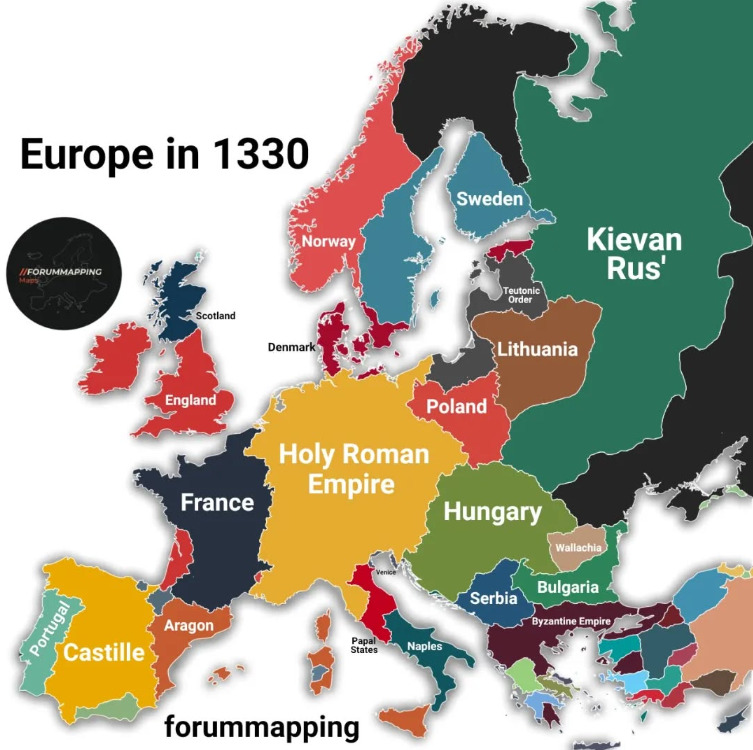 Europe in 1330
//FORUMMAPPING
Maps
Norway
Sweden
Kievan
Rus'
Scotland
Teutonic
Order
Denmark
Lithuania
England
Poland
Holy Roman
Empire
France
Hungary
Wallachia
Venice
Bulgaria
Serbia
Portugal
Aragon
Byzantine Empire
Castille
Papal
States
Naples
forummapping